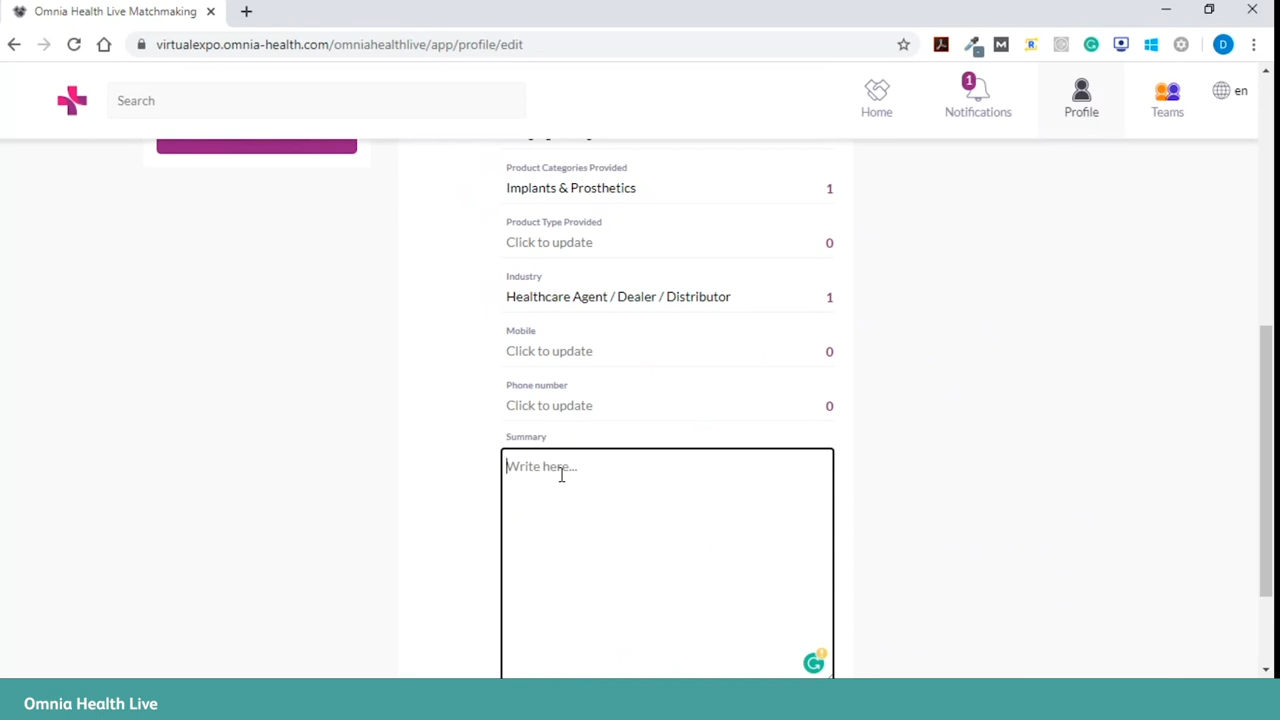 Omnia Health Live Matchmaking
virtualexpo.omnia-health.com/omniahealthlive/app/profile/edit
D
Search
Home
1
Notifications
Profile
Teams
en
Product Categories Provided
Implants & Prosthetics 1
Product Type Provided
Click to update 0
Industry
Healthcare Agent / Dealer / Distributor 1
Mobile
Click to update 0
Phone number
Click to update 0
Summary
Write here...
Omnia Health Live